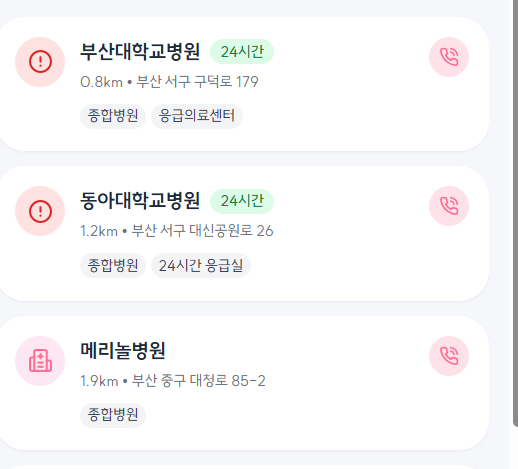 부산대학교병원 24시간
0.8km • 부산 서구 구덕로 179
종합병원 응급의료센터
동아대학교병원 24시간
1.2km • 부산 서구 대신공원로 26
종합병원 24시간 응급실
메리놀병원
1.9km • 부산 중구 대청로 85-2
종합병원